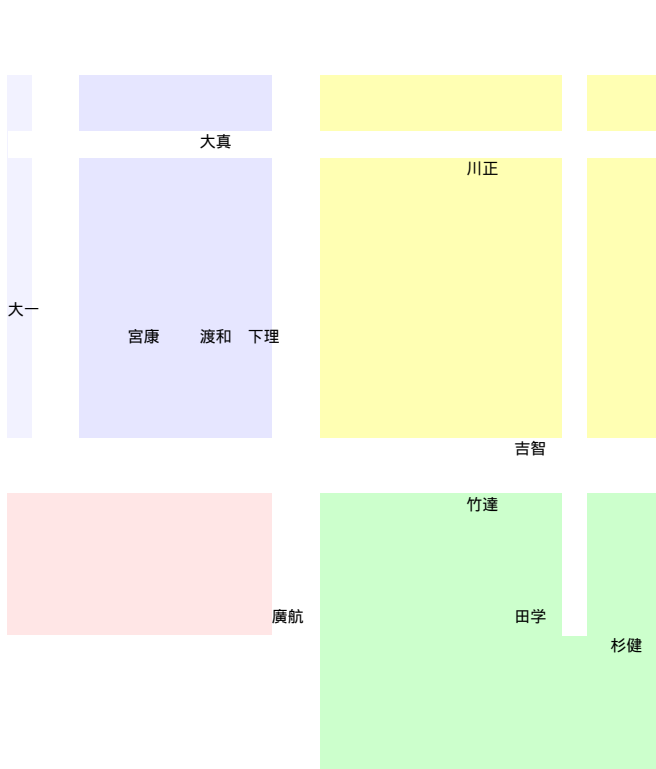 大真
川正
大一
宮康 渡和 下理
吉智
竹達
廣航 田学
杉健